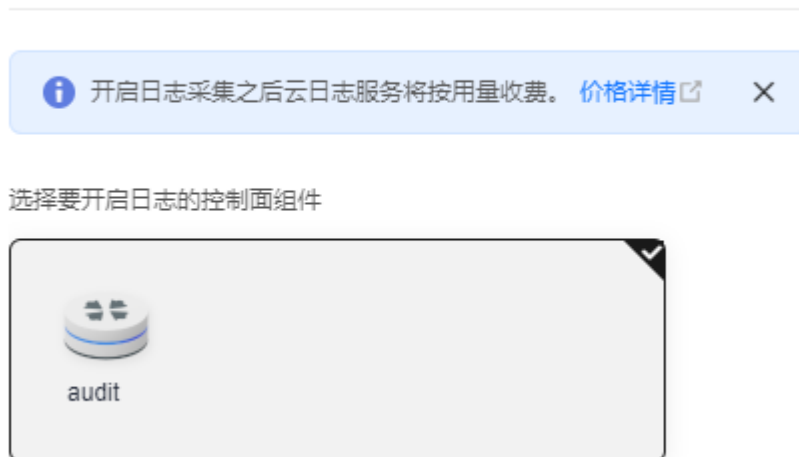 开启日志采集之后云日志服务将按用量收费。 价格详情
选择要开启日志的控制面组件
audit